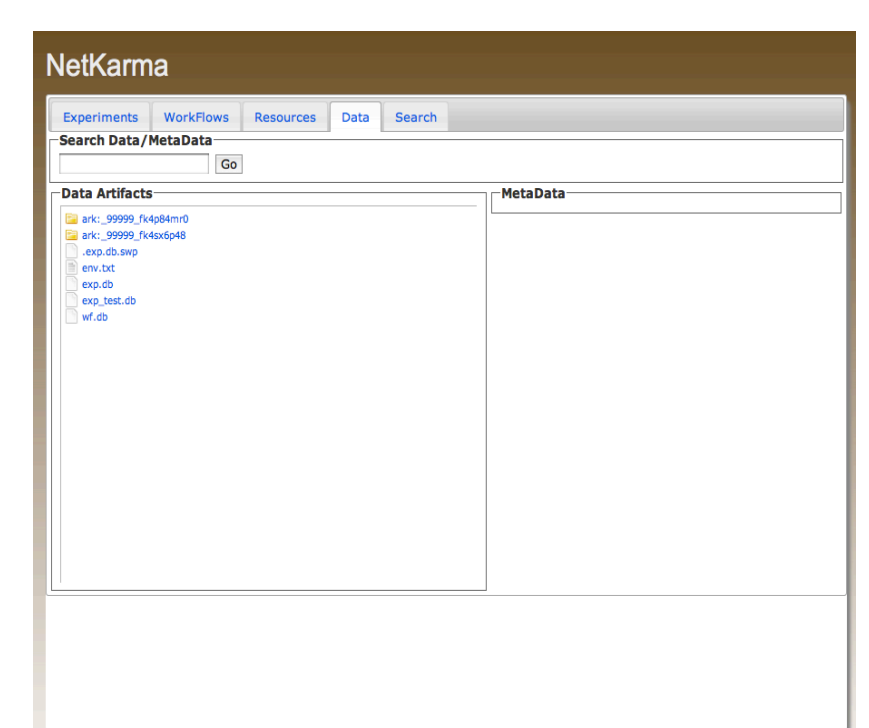 NetKarma
Experiments WorkFlows Resources Data Search
Search Data/MetaData
Go
Data Artifacts
ark:_99999_fk4p84mr0
ark:_99999_fk4sx6p48
.exp.db.swp
env.txt
exp.db
exp_test.db
wf.db
MetaData